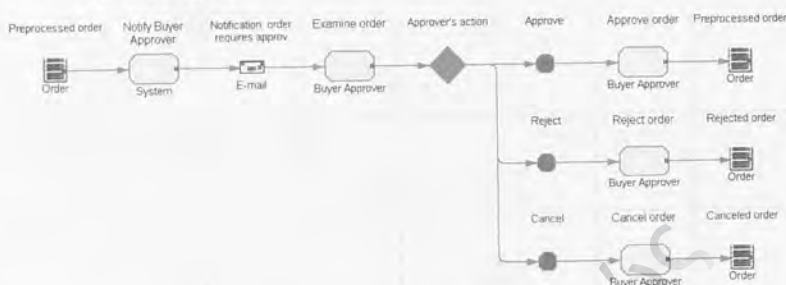 Preprocessed order
Notify Buyer
Approver
Notification order
requires approv.
Examine order
Approver's action
Approve
Approve order
Preprocessed order
Order
System
E-mail
Buyer Approver
Buyer Approver
Order
Reject
Reject order
Rejected order
Buyer Approver
Order
Cancel
Cancel order
Canceled order
Buyer Approver
Order